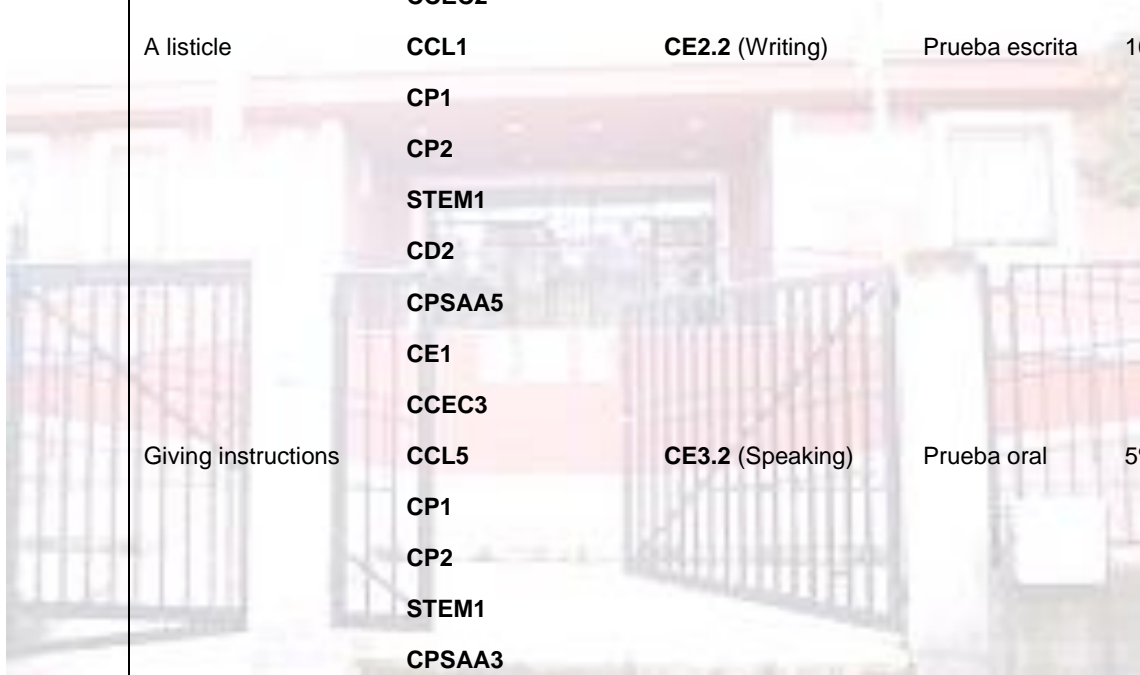 A listicle CCL1 CE2.2 (Writing) Prueba escrita
CP1
CP2
STEM1
CD2
CPSAA5
CE1
CCEC3
Giving instructions CCL5 CE3.2 (Speaking) Prueba oral
CP1
CP2
STEM1
CPSAA3